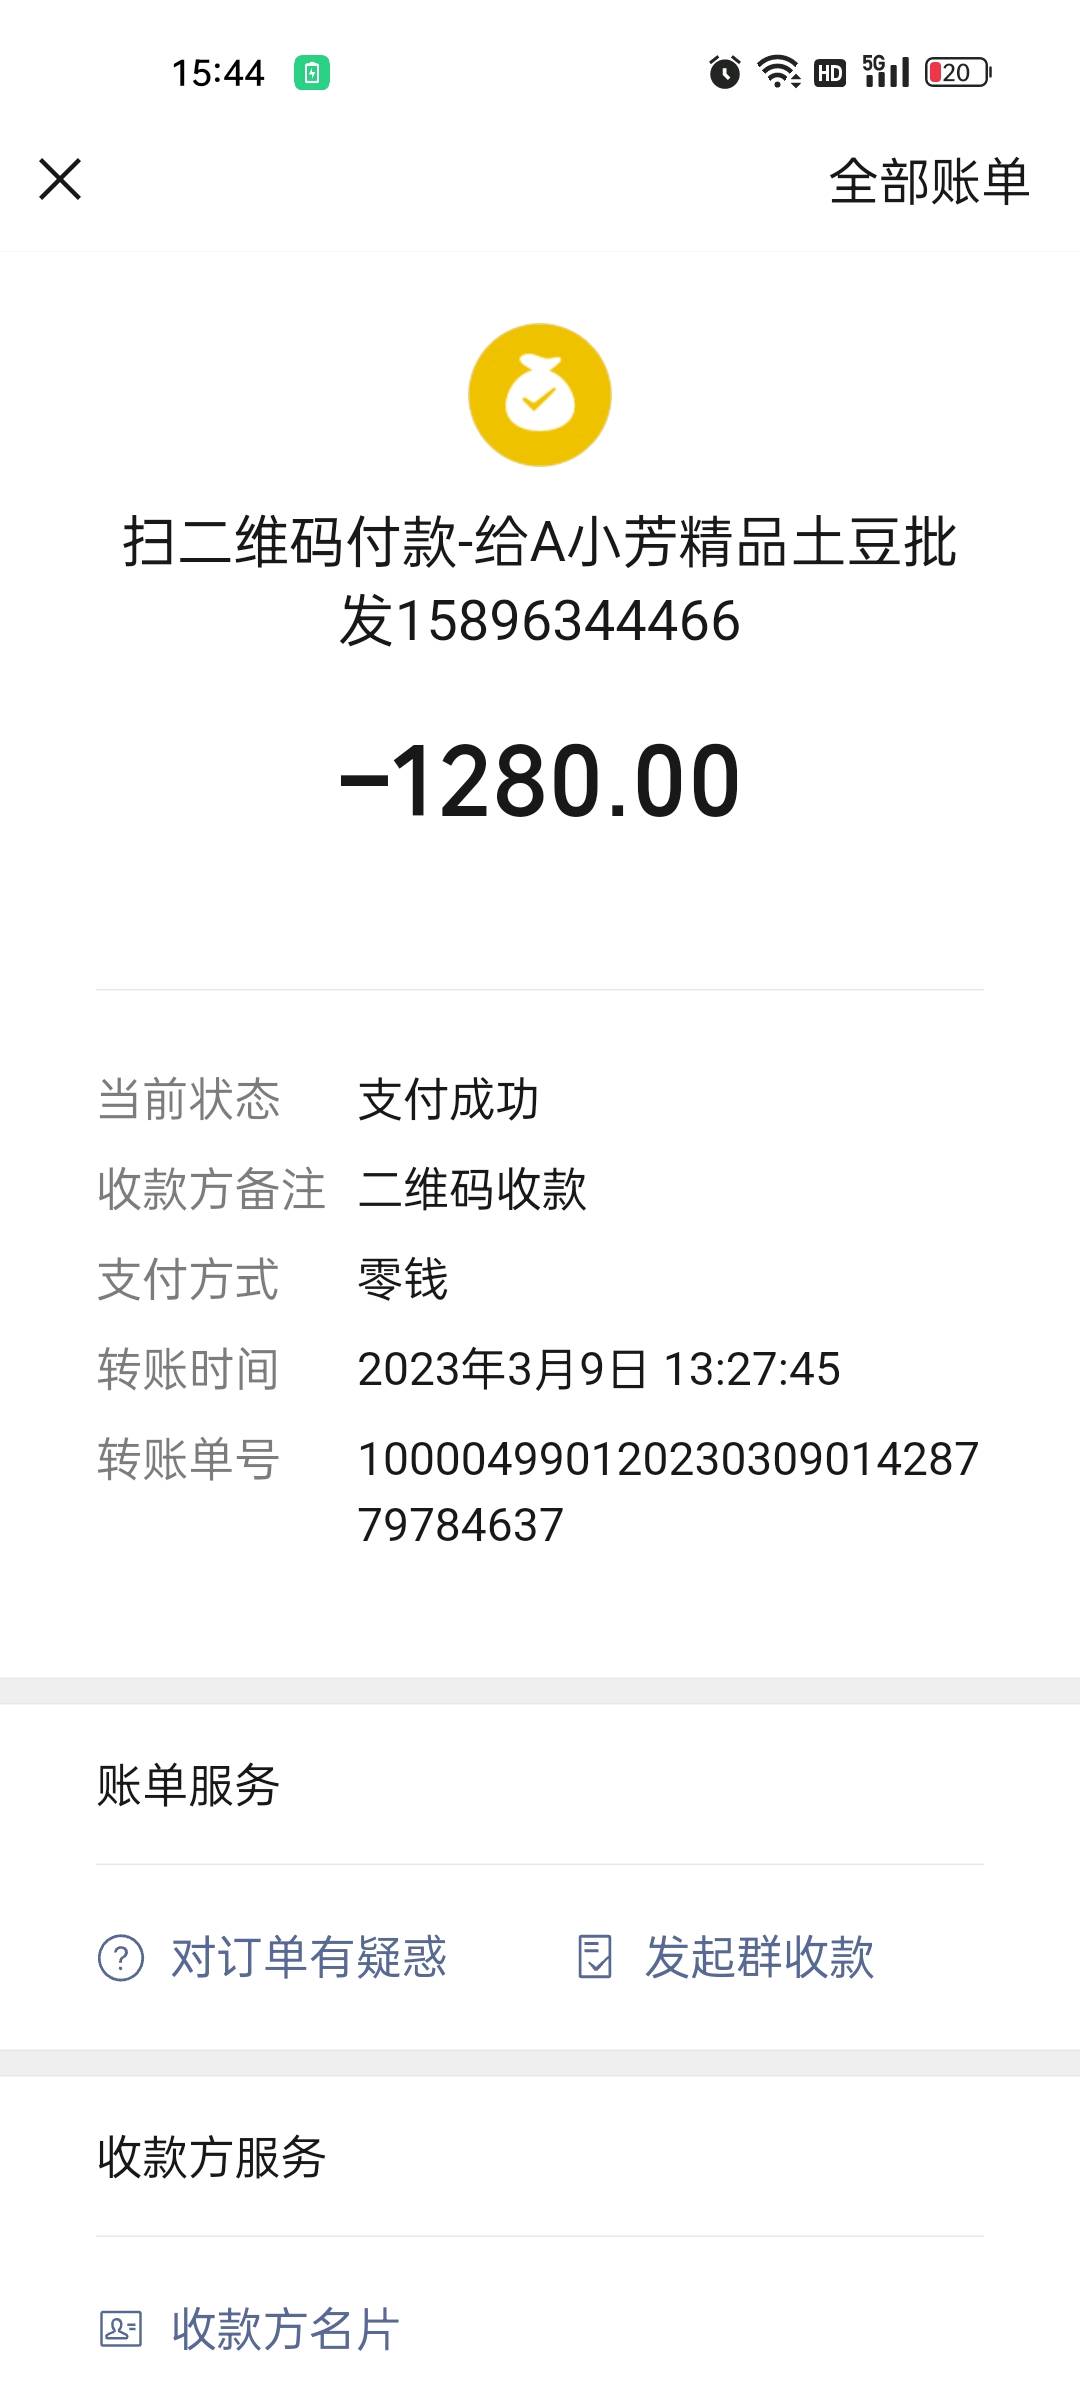 15:44
HD 5G 20
全部账单
扫二维码付款-给A小芳精品土豆批
发15896344466
-1280.00
当前状态 支付成功
收款方备注 二维码收款
支付方式 零钱
转账时间 2023年3月9日 13:27:45
转账单号 100004990120230309014287
79784637
账单服务
对订单有疑惑 发起群收款
收款方服务
收款方名片